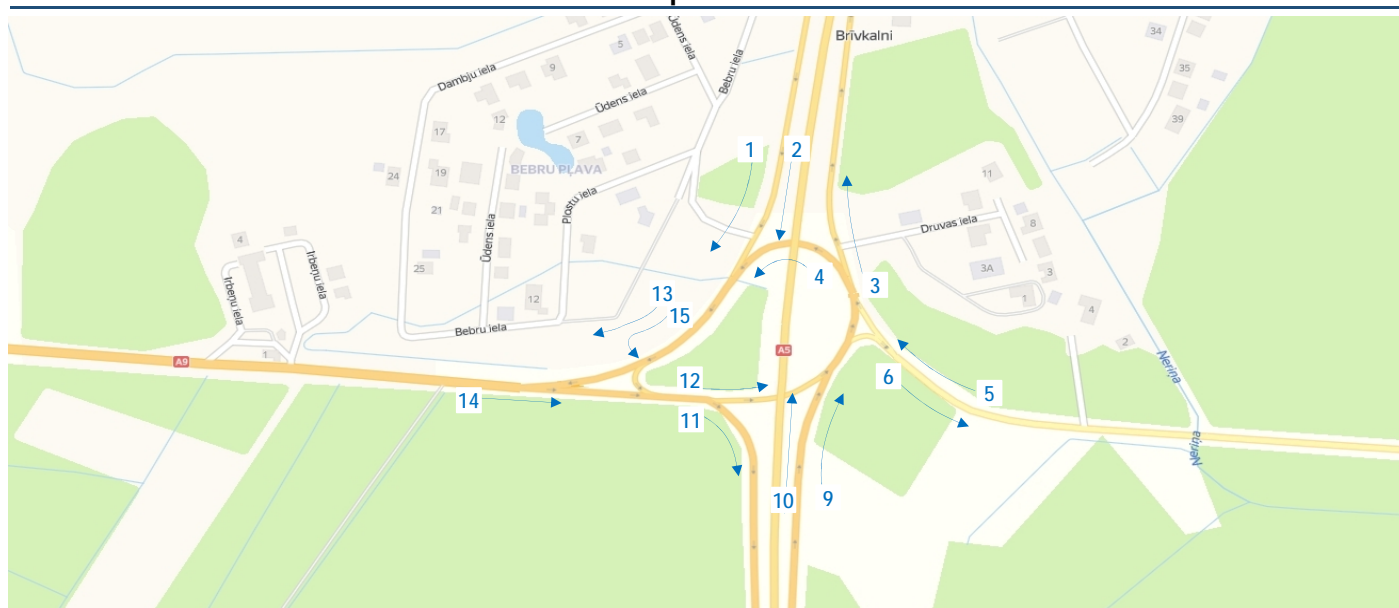 Brīvkalni
34
Ūdens iela
5
9
Dambju iela
Bebru iela
35
Ūdens iela
39
12
17
7
1
2
BEBRU PĻAVA
24
19
11
Plostu iela
21
Druvas iela
8
4
Ūdens iela
Irbeņu iela
25
4
3A
3
Irbeņu iela
13
12
3
1
4
15
Bebru iela
2
1
A9
A5
Neriņa
12
6
5
14
11
Neriņa
10
9